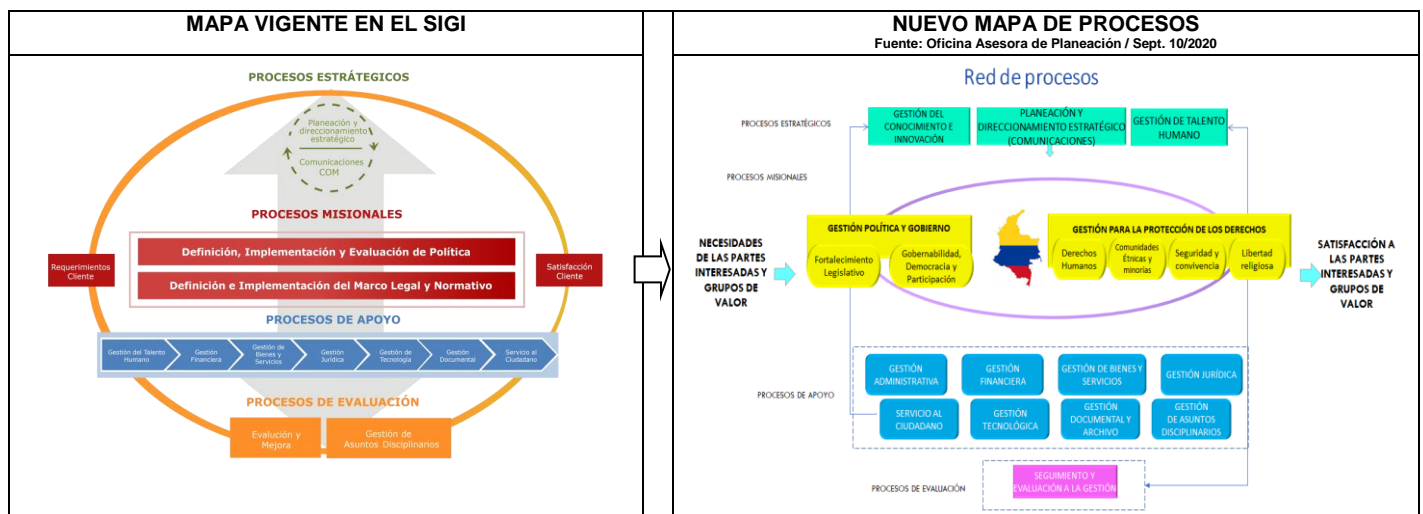 MAPA VIGENTE EN EL SIGI
PROCESOS ESTRÁTEGICOS
Planeación y
direccionamiento
estratégico
Comunicaciones
COM
PROCESOS MISIONALES
Definición, Implementación y Evaluación de Política
Definición e Implementación del Marco Legal y Normativo
Requerimientos
Cliente
Satisfacción
Cliente
PROCESOS DE APOYO
Gestión del Talento
Humano
Gestión
Financiera
Gestión de
Bienes y
Servicios
Gestión
Jurídica
Gestión de
Tecnología
Gestión
Documental
Servicio al
Ciudadano
PROCESOS DE EVALUACIÓN
Evalución y
Mejora
Gestión de
Asuntos Disciplinarios
NUEVO MAPA DE PROCESOS
Fuente: Oficina Asesora de Planeación / Sept. 10/2020
Red de procesos
PROCESOS ESTRATÉGICOS
GESTIÓN DEL
CONOCIMIENTO E
INNOVACIÓN
PLANEACIÓN Y
DIRECCIONAMIENTO ESTRATÉGICO
(COMUNICACIONES)
GESTIÓN DE TALENTO
HUMANO
PROCESOS MISIONALES
NECESIDADES
DE LAS PARTES
INTERESADAS Y
GRUPOS DE
VALOR
GESTIÓN POLÍTICA Y GOBIERNO
Fortalecimiento
Legislativo
Gobernabilidad,
Democracia y
Participación
GESTIÓN PARA LA PROTECCIÓN DE LOS DERECHOS
Derechos
Humanos
Comunidades
Étnicas y
minorías
Seguridad y
convivencia
Libertad
religiosa
SATISFACCIÓN A
LAS PARTES
INTERESADAS Y
GRUPOS DE
VALOR
PROCESOS DE APOYO
GESTIÓN
ADMINISTRATIVA
GESTIÓN
FINANCIERA
GESTIÓN DE BIENES Y
SERVICIOS
GESTIÓN JURÍDICA
SERVICIO AL
CIUDADANO
GESTIÓN
TECNOLÓGICA
GESTIÓN
DOCUMENTAL Y
ARCHIVO
GESTIÓN
DE ASUNTOS
DISCIPLINARIOS
PROCESOS DE EVALUACIÓN
SEGUIMIENTO Y
EVALUACIÓN A LA GESTIÓN